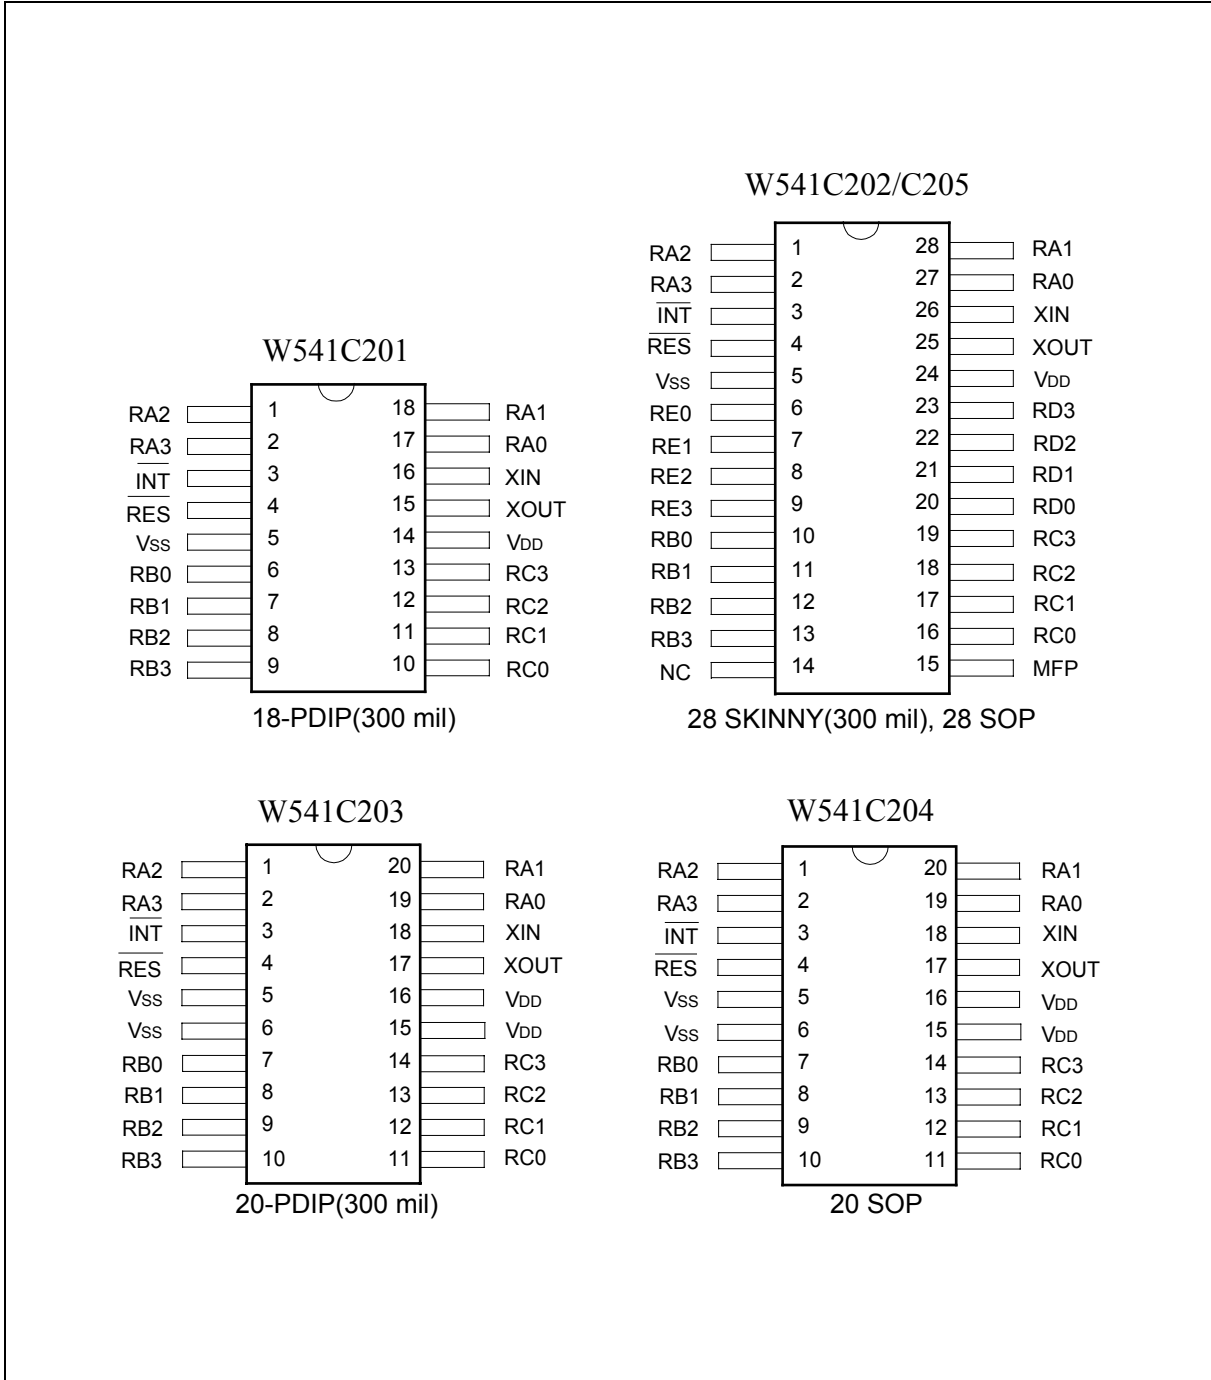 W541C202/C205
RA2 1 28 RA1
RA3 2 27 RA0
INT 3 26 XIN
RES 4 25 XOUT
VSS 5 24 VDD
RE0 6 23 RD3
RE1 7 22 RD2
RE2 8 21 RD1
RE3 9 20 RD0
RB0 10 19 RC3
RB1 11 18 RC2
RB2 12 17 RC1
RB3 13 16 RC0
NC 14 15 MFP
28 SKINNY(300 mil), 28 SOP
W541C201
RA2 1 18 RA1
RA3 2 17 RA0
INT 3 16 XIN
RES 4 15 XOUT
VSS 5 14 VDD
RB0 6 13 RC3
RB1 7 12 RC2
RB2 8 11 RC1
RB3 9 10 RC0
18-PDIP(300 mil)
W541C203
RA2 1 20 RA1
RA3 2 19 RA0
INT 3 18 XIN
RES 4 17 XOUT
VSS 5 16 VDD
VSS 6 15 VDD
RB0 7 14 RC3
RB1 8 13 RC2
RB2 9 12 RC1
RB3 10 11 RC0
20-PDIP(300 mil)
W541C204
RA2 1 20 RA1
RA3 2 19 RA0
INT 3 18 XIN
RES 4 17 XOUT
VSS 5 16 VDD
VSS 6 15 VDD
RB0 7 14 RC3
RB1 8 13 RC2
RB2 9 12 RC1
RB3 10 11 RC0
20 SOP